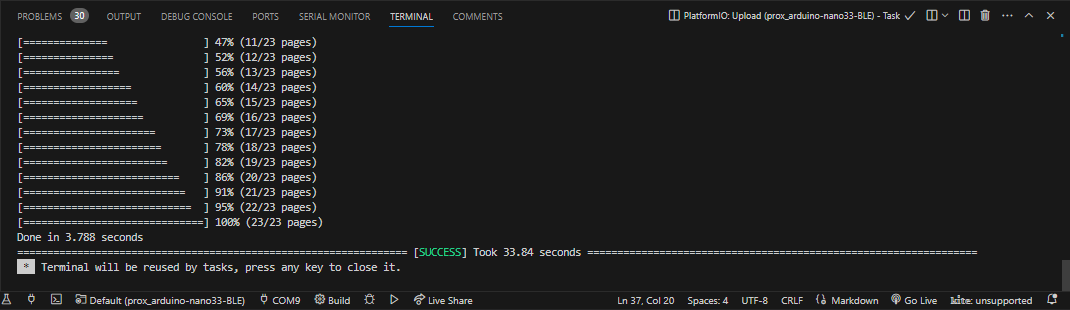 PROBLEMS 30 OUTPUT DEBUG CONSOLE PORTS SERIAL MONITOR TERMINAL COMMENTS PlatformIO: Upload (prox_arduino-nano33-BLE) - Task
[============== ] 47% (11/23 pages)
[=============== ] 52% (12/23 pages)
[================ ] 56% (13/23 pages)
[================== ] 60% (14/23 pages)
[=================== ] 65% (15/23 pages)
[==================== ] 69% (16/23 pages)
[====================== ] 73% (17/23 pages)
[======================= ] 78% (18/23 pages)
[======================== ] 82% (19/23 pages)
[========================== ] 86% (20/23 pages)
[=========================== ] 91% (21/23 pages)
[============================ ] 95% (22/23 pages)
[==============================] 100% (23/23 pages)
Done in 3.788 seconds
================================================================= [SUCCESS] Took 33.84 seconds =================================================================
* Terminal will be reused by tasks, press any key to close it.
Default (prox_arduino-nano33-BLE) COM9 Build Live Share Ln 37, Col 20 Spaces: 4 UTF-8 CRLF Markdown Go Live kite: unsupported